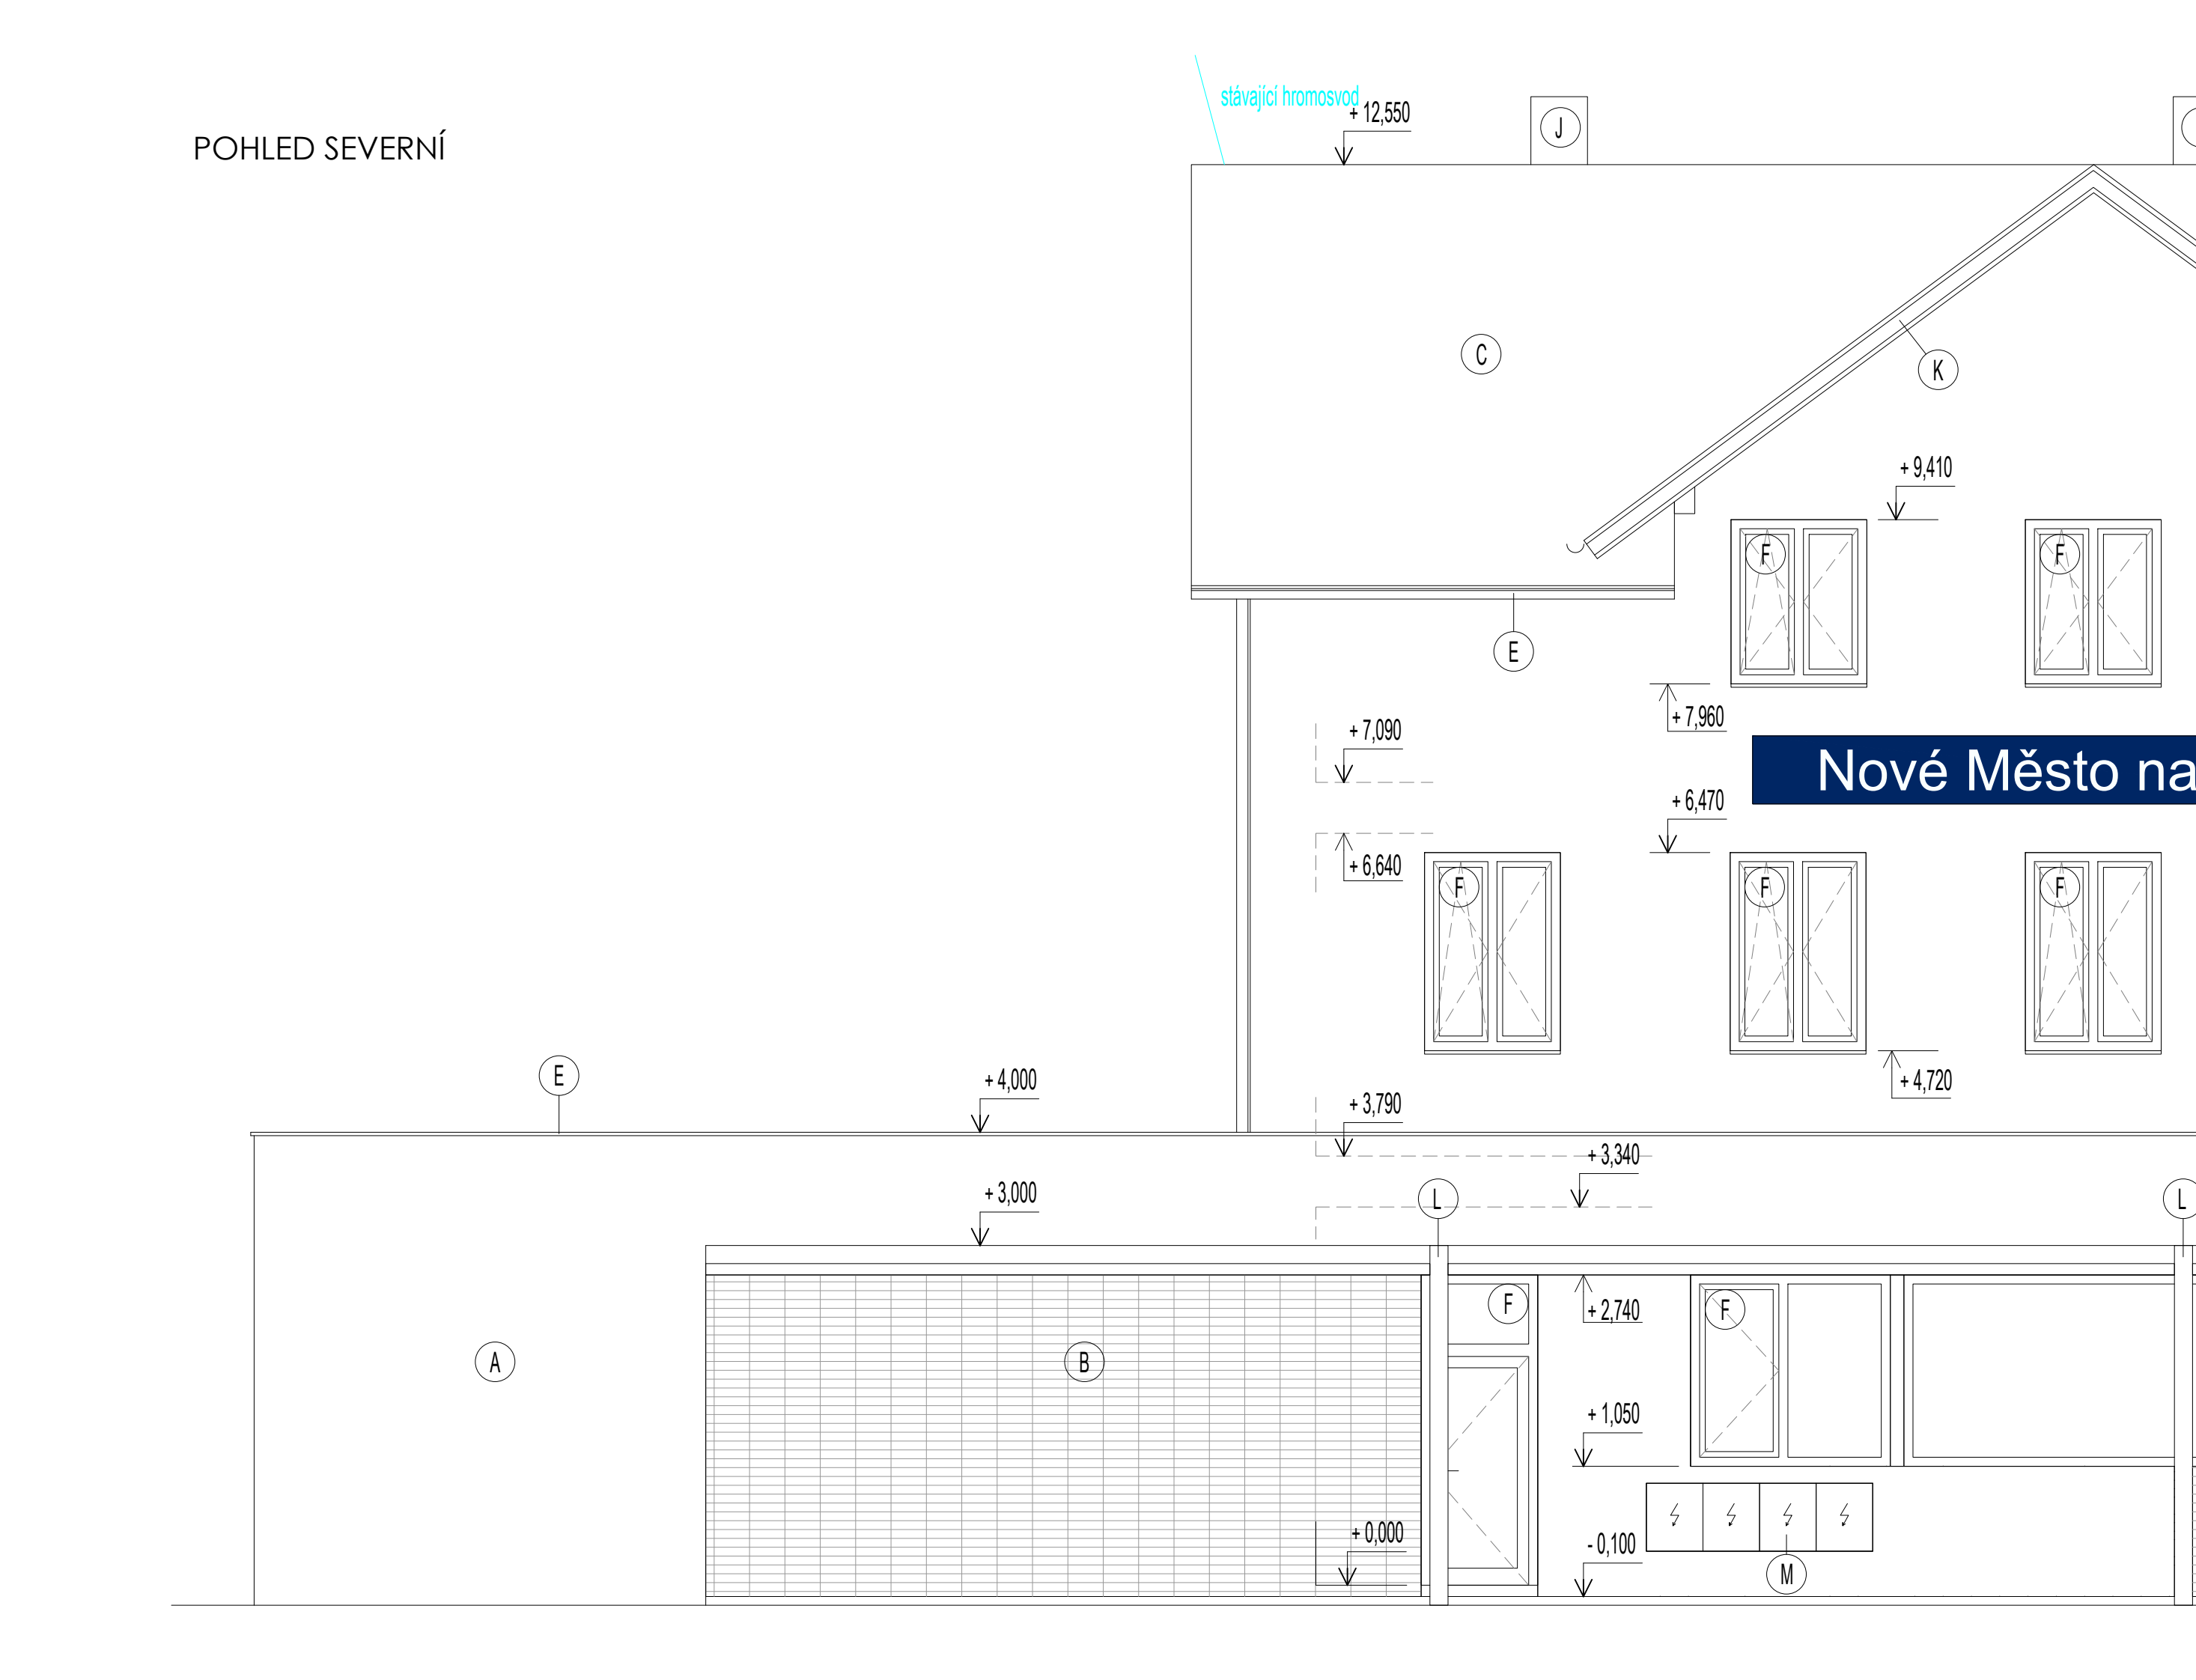 stávající hromosvod
+ 12,550
J
POHLED SEVERNÍ
C
K
+ 9,410
F
F
E
+ 7,960
+ 7,090
Nové Město na
+ 6,470
+ 6,640
F
F
F
E
+ 4,000
+ 4,720
+ 3,790
+ 3,340
+ 3,000
L
L
F
+ 2,740
F
A
B
+ 1,050
+ 0,000
- 0,100
M